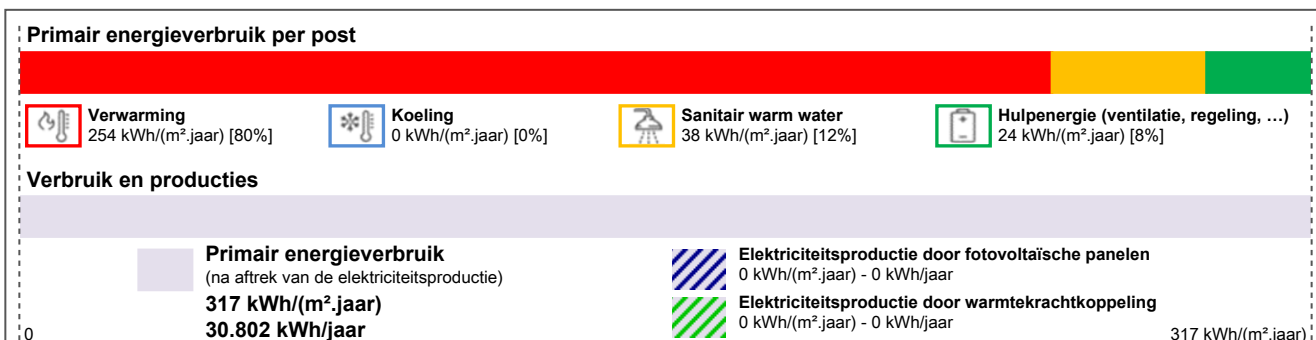 Primair energieverbruik per post
Verwarming
254 kWh/(m².jaar) [80%]
Koeling
0 kWh/(m².jaar) [0%]
Sanitair warm water
38 kWh/(m².jaar) [12%]
Hulpenergie (ventilatie, regeling, …)
24 kWh/(m².jaar) [8%]
Verbruik en producties
Primair energieverbruik
(na aftrek van de elektriciteitsproductie)
317 kWh/(m².jaar)
30.802 kWh/jaar
Elektriciteitsproductie door fotovoltaïsche panelen
0 kWh/(m².jaar) - 0 kWh/jaar
Elektriciteitsproductie door warmtekrachtkoppeling
0 kWh/(m².jaar) - 0 kWh/jaar
0
317 kWh/(m².jaar)